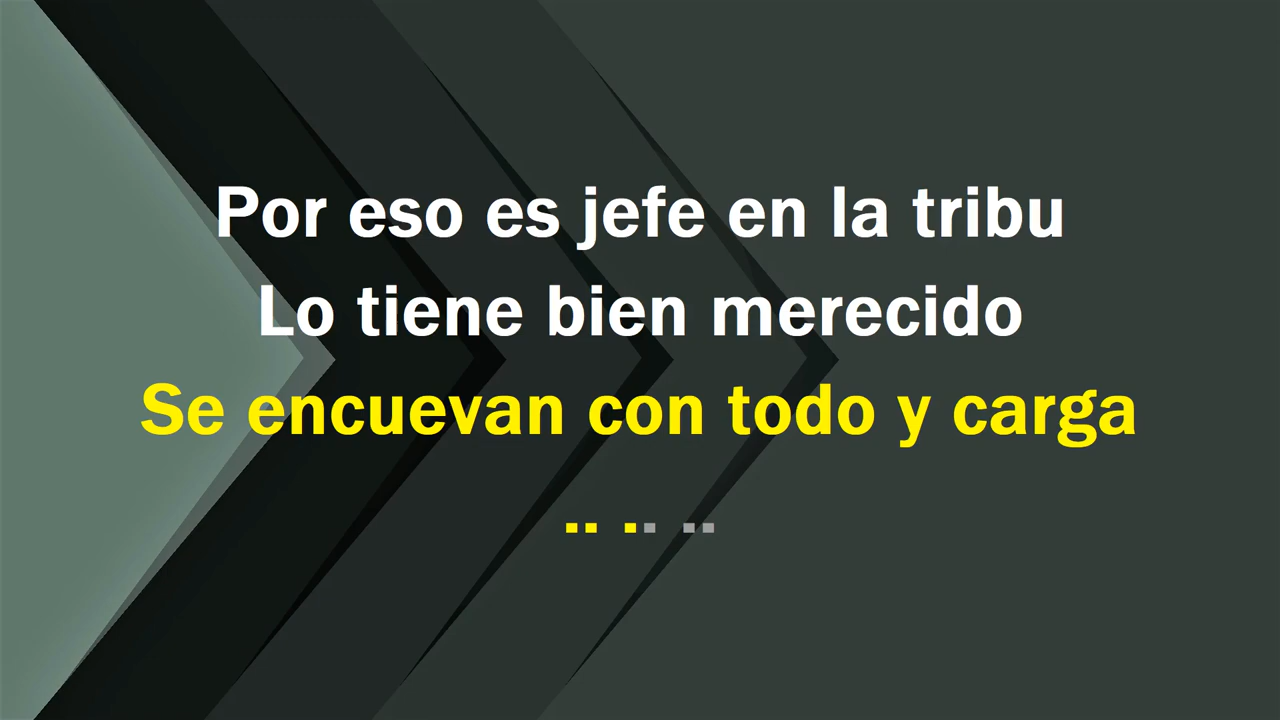 Por eso es jefe en la tribu
Lo tiene bien merecido
Se encuevan con todo y carga
.. .. ..